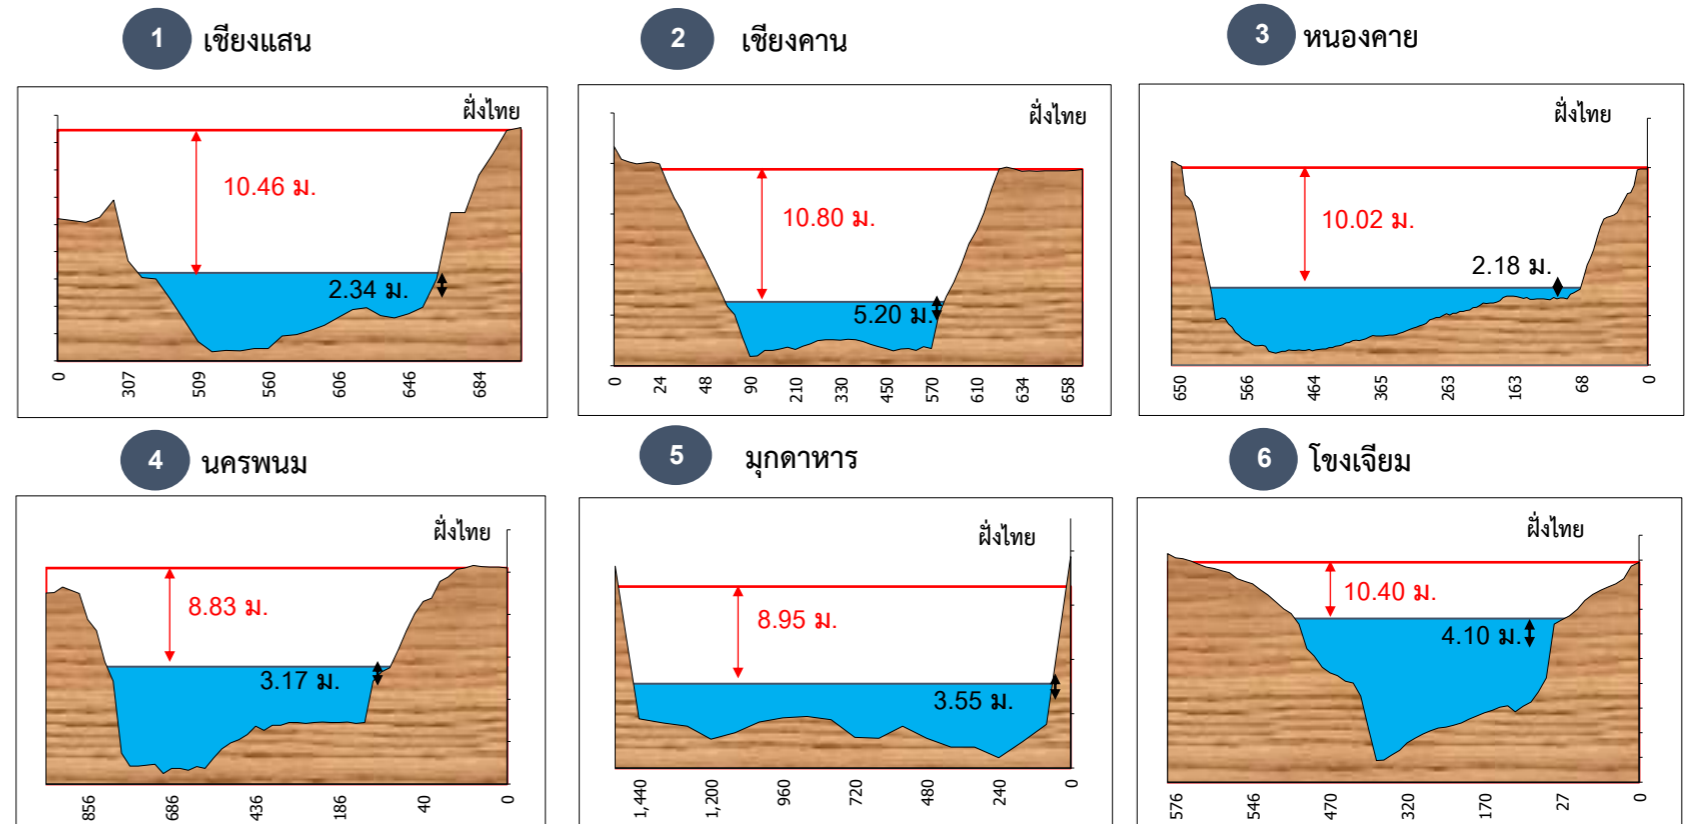 1 เชียงแสน
ฝั่งไทย
10.46 ม.
2.34 ม.
0 307 509 560 606 646 684
2 เชียงคาน
ฝั่งไทย
10.80 ม.
5.20 ม.
0 24 48 90 210 330 450 570 610 634 658
3 หนองคาย
ฝั่งไทย
10.02 ม.
2.18 ม.
650 566 464 365 263 163 68 0
4 นครพนม
ฝั่งไทย
8.83 ม.
3.17 ม.
856 686 436 186 40 0
5 มุกดาหาร
ฝั่งไทย
8.95 ม.
3.55 ม.
1,440 1,200 960 720 480 240 0
6 โขงเจียม
ฝั่งไทย
10.40 ม.
4.10 ม.
576 546 470 320 170 27 0